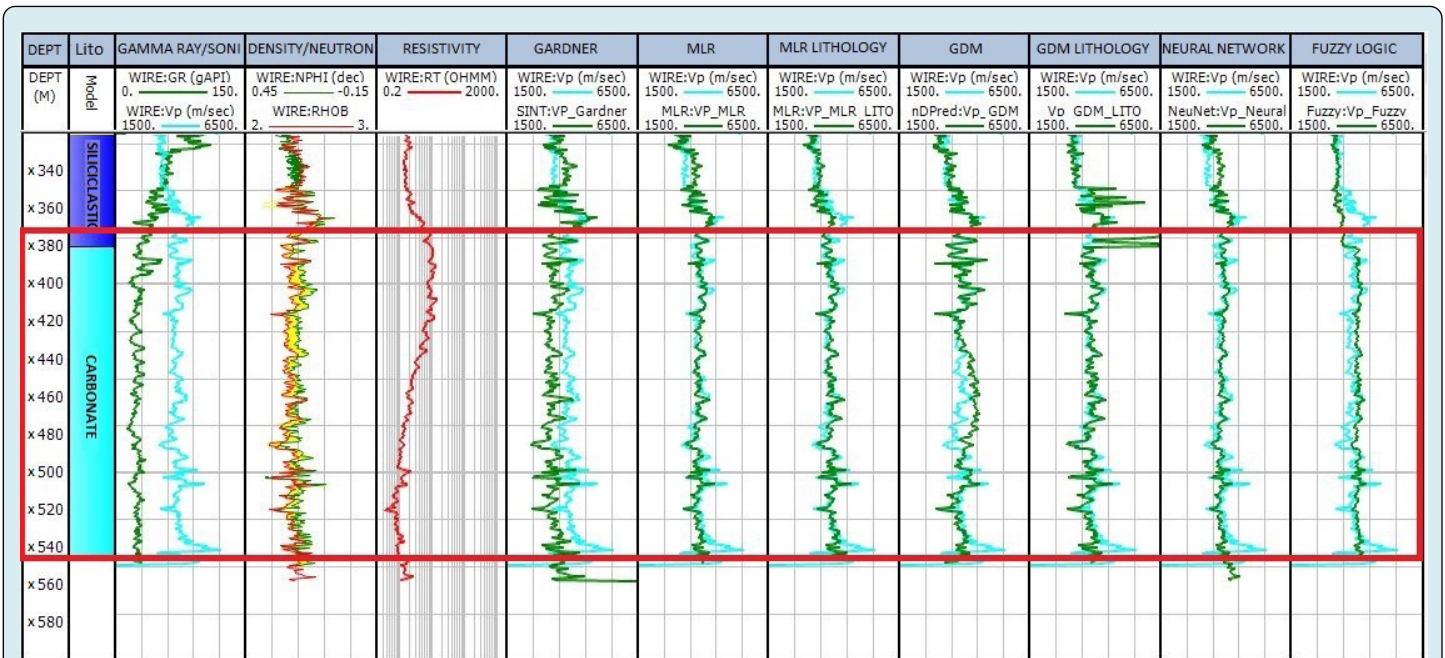 DEPT Lito GAMMA RAY/SONI DENSITY/NEUTRON RESISTIVITY GARDNER MLR MLR LITHOLOGY GDM GDM LITHOLOGY NEURAL NETWORK FUZZY LOGIC
DEPT (M)
Model
WIRE:GR (gAPI)
0. 150.
WIRE:Vp (m/sec)
1500. 6500.
WIRE:NPHI (dec)
0.45 -0.15
WIRE:RHOB
2. 3.
WIRE:RT (OHMM)
0.2 2000.
WIRE:Vp (m/sec)
1500. 6500.
SINT:VP_Gardner
1500. 6500.
WIRE:Vp (m/sec)
1500. 6500.
MLR:VP_MLR
1500. 6500.
WIRE:Vp (m/sec)
1500. 6500.
MLR:VP_MLR LITO
1500. 6500.
WIRE:Vp (m/sec)
1500. 6500.
nDPred:Vp_GDM
1500. 6500.
WIRE:Vp (m/sec)
1500. 6500.
Vp GDM_LITO
1500. 6500.
WIRE:Vp (m/sec)
1500. 6500.
NeuNet:Vp_Neural
1500. 6500.
WIRE:Vp (m/sec)
1500. 6500.
Fuzzy:Vp_Fuzzy
1500. 6500.
SILICICLASTIC
x340
x360
x380
x400
x420
x440
CARBONATE
x460
x480
x500
x520
x540
x560
x580